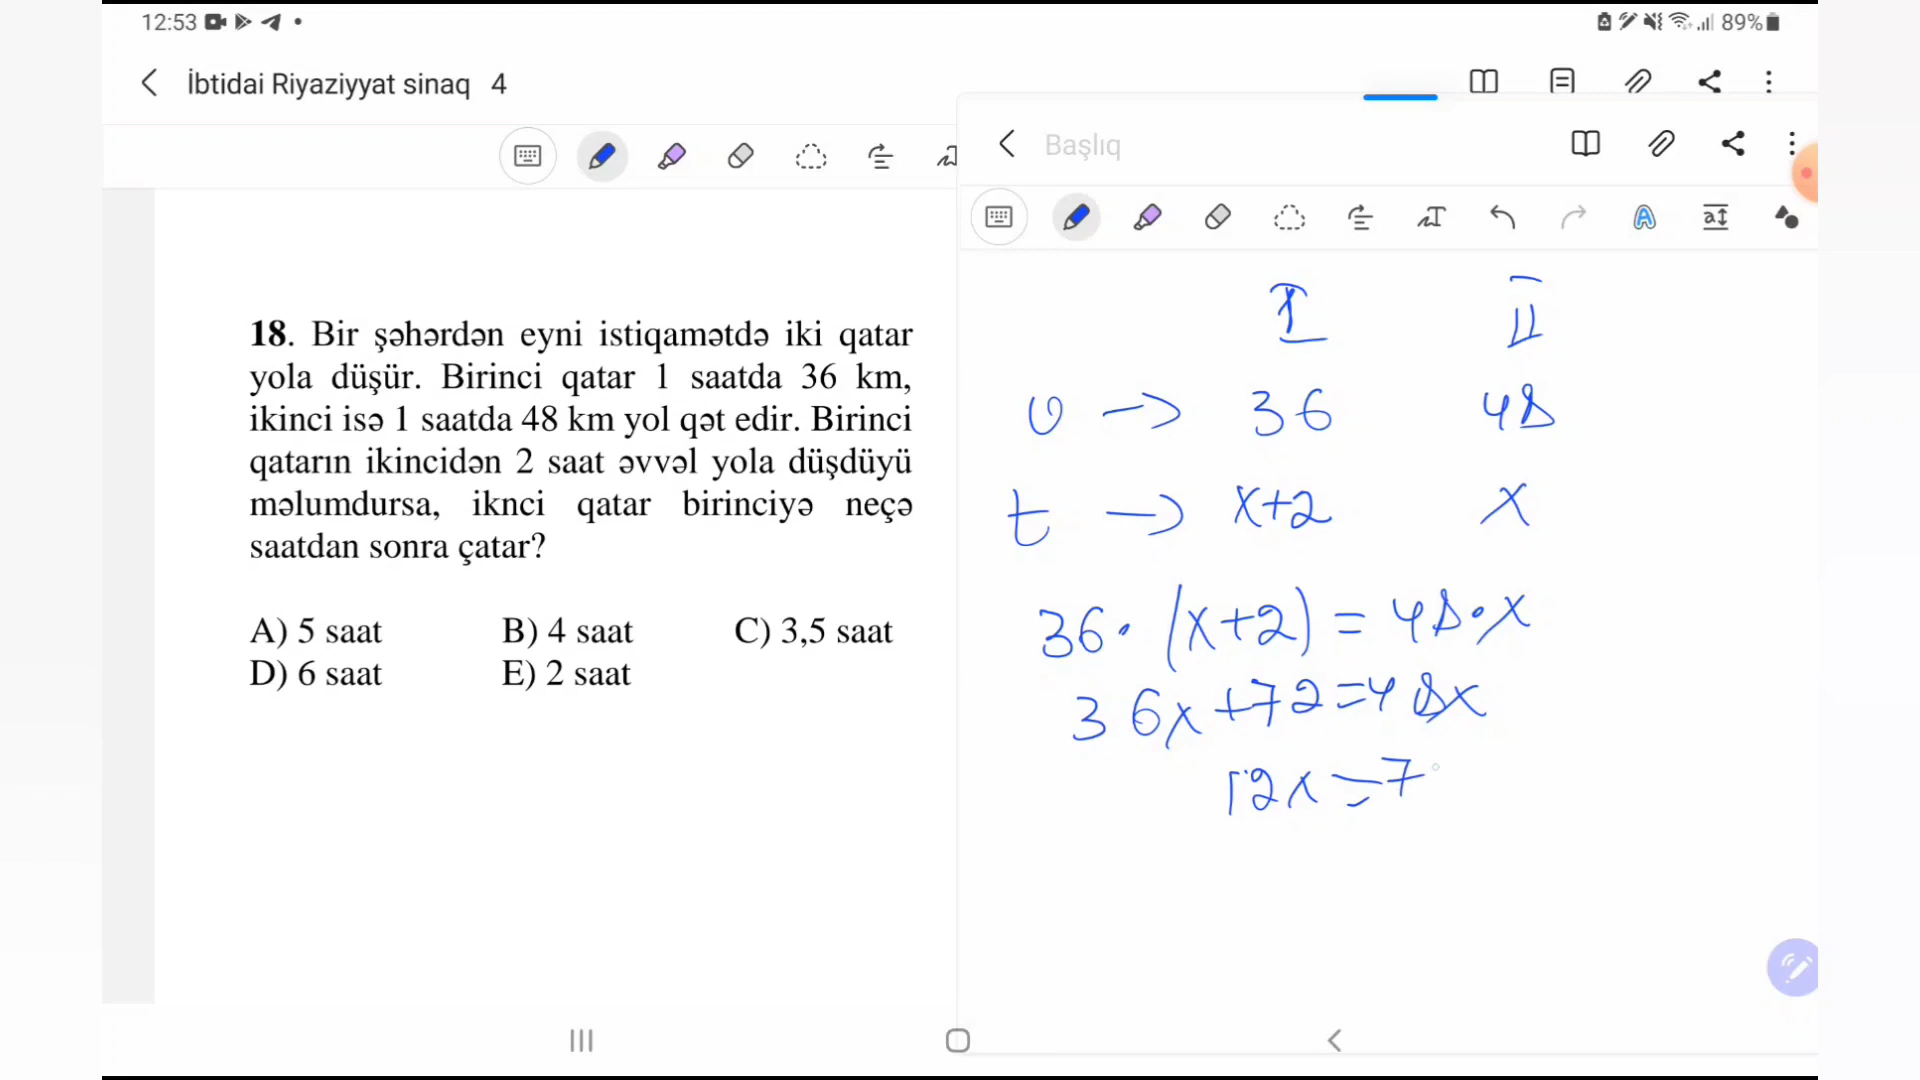 12:53
89%
İbtidai Riyaziyyat sinaq 4
18. Bir şəhərdən eyni istiqamətdə iki qatar
yola düşür. Birinci qatar 1 saatda 36 km,
ikinci isə 1 saatda 48 km yol qət edir. Birinci
qatarın ikincidən 2 saat əvvəl yola düşdüyü
məlumdursa, iknci qatar birinciyə neçə
saatdan sonra çatar?
A) 5 saat B) 4 saat C) 3,5 saat
D) 6 saat E) 2 saat
Başlıq
I II
υ -> 36 48
t -> x+2 x
36 · (x+2) = 48 · x
36x+72=48x
12x=7